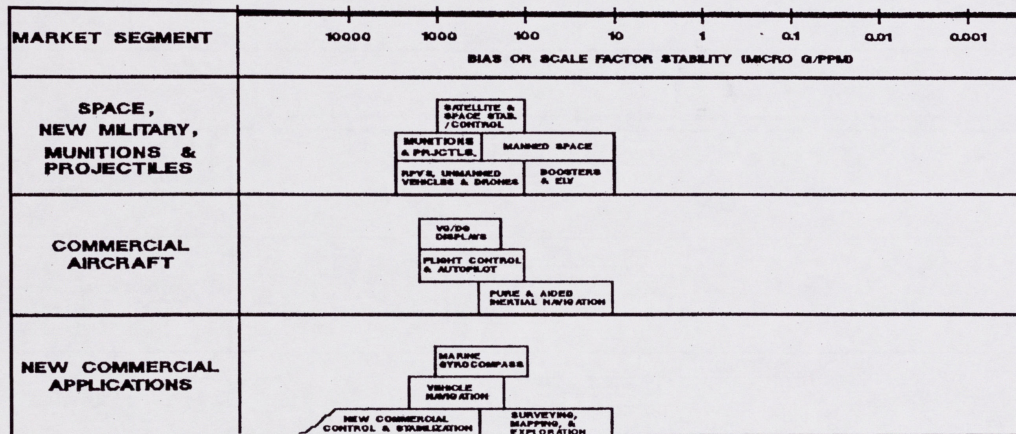 MARKET SEGMENT
10000 1000 100 10 1 0.1 0.01 0.001
BIAS OR SCALE FACTOR STABILITY (MICRO G/PPM)
SPACE,
NEW MILITARY,
MUNITIONS &
PROJECTILES
SATELLITE &
SPACE STAB.
/CONTROL
MUNITIONS
& PRJCTLS.
MANNED SPACE
RPV'S, UNMANNED
VEHICLES & DRONES
BOOSTERS
& ELV
COMMERCIAL
AIRCRAFT
VG/DG
DISPLAYS
FLIGHT CONTROL
& AUTOPILOT
PURE & AIDED
INERTIAL NAVIGATION
NEW COMMERCIAL
APPLICATIONS
MARINE
GYROCOMPASS
VEHICLE
NAVIGATION
NEW COMMERCIAL
CONTROL & STABILIZATION
SURVEYING,
MAPPING, &
EXPLORATION